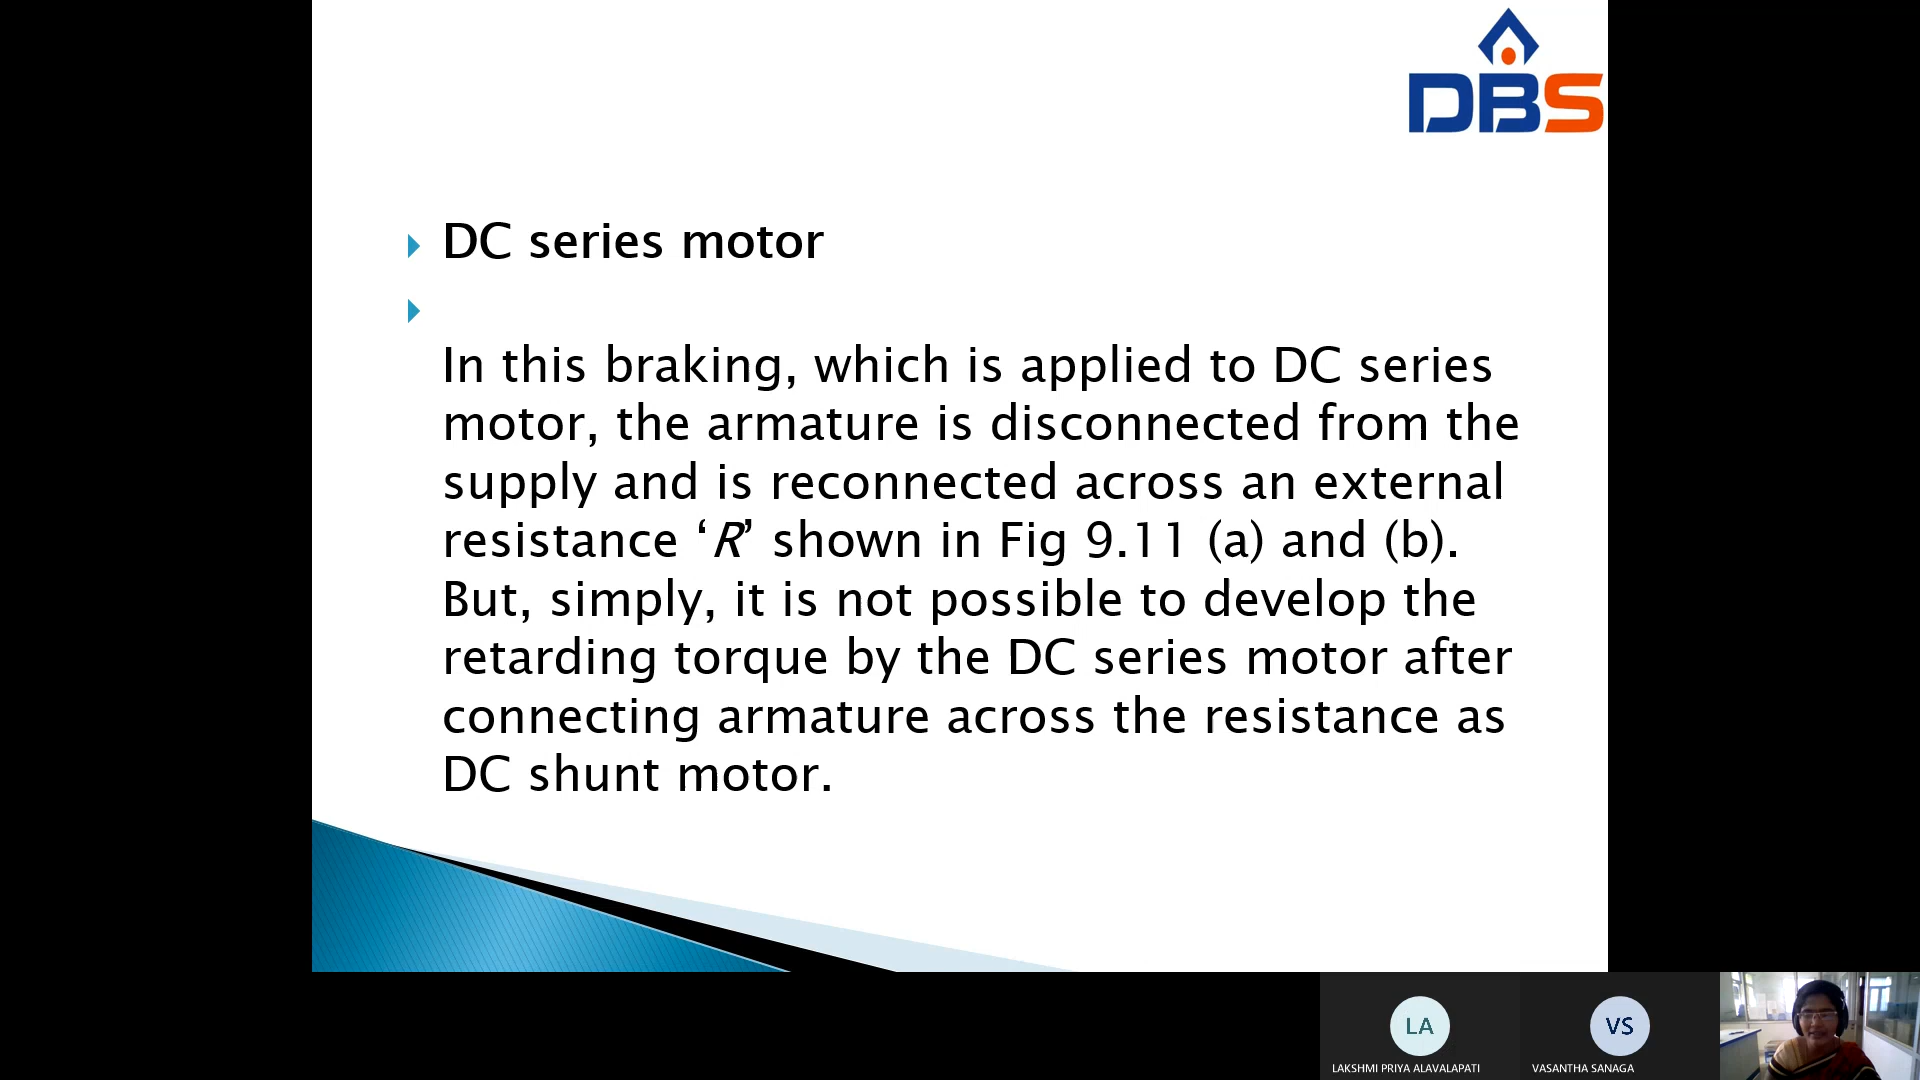 DBS
DC series motor
In this braking, which is applied to DC series
motor, the armature is disconnected from the
supply and is reconnected across an external
resistance ‘R’ shown in Fig 9.11 (a) and (b).
But, simply, it is not possible to develop the
retarding torque by the DC series motor after
connecting armature across the resistance as
DC shunt motor.
LA
VS
LAKSHMI PRIYA ALAVALAPATI
VASANTHA SANAGA